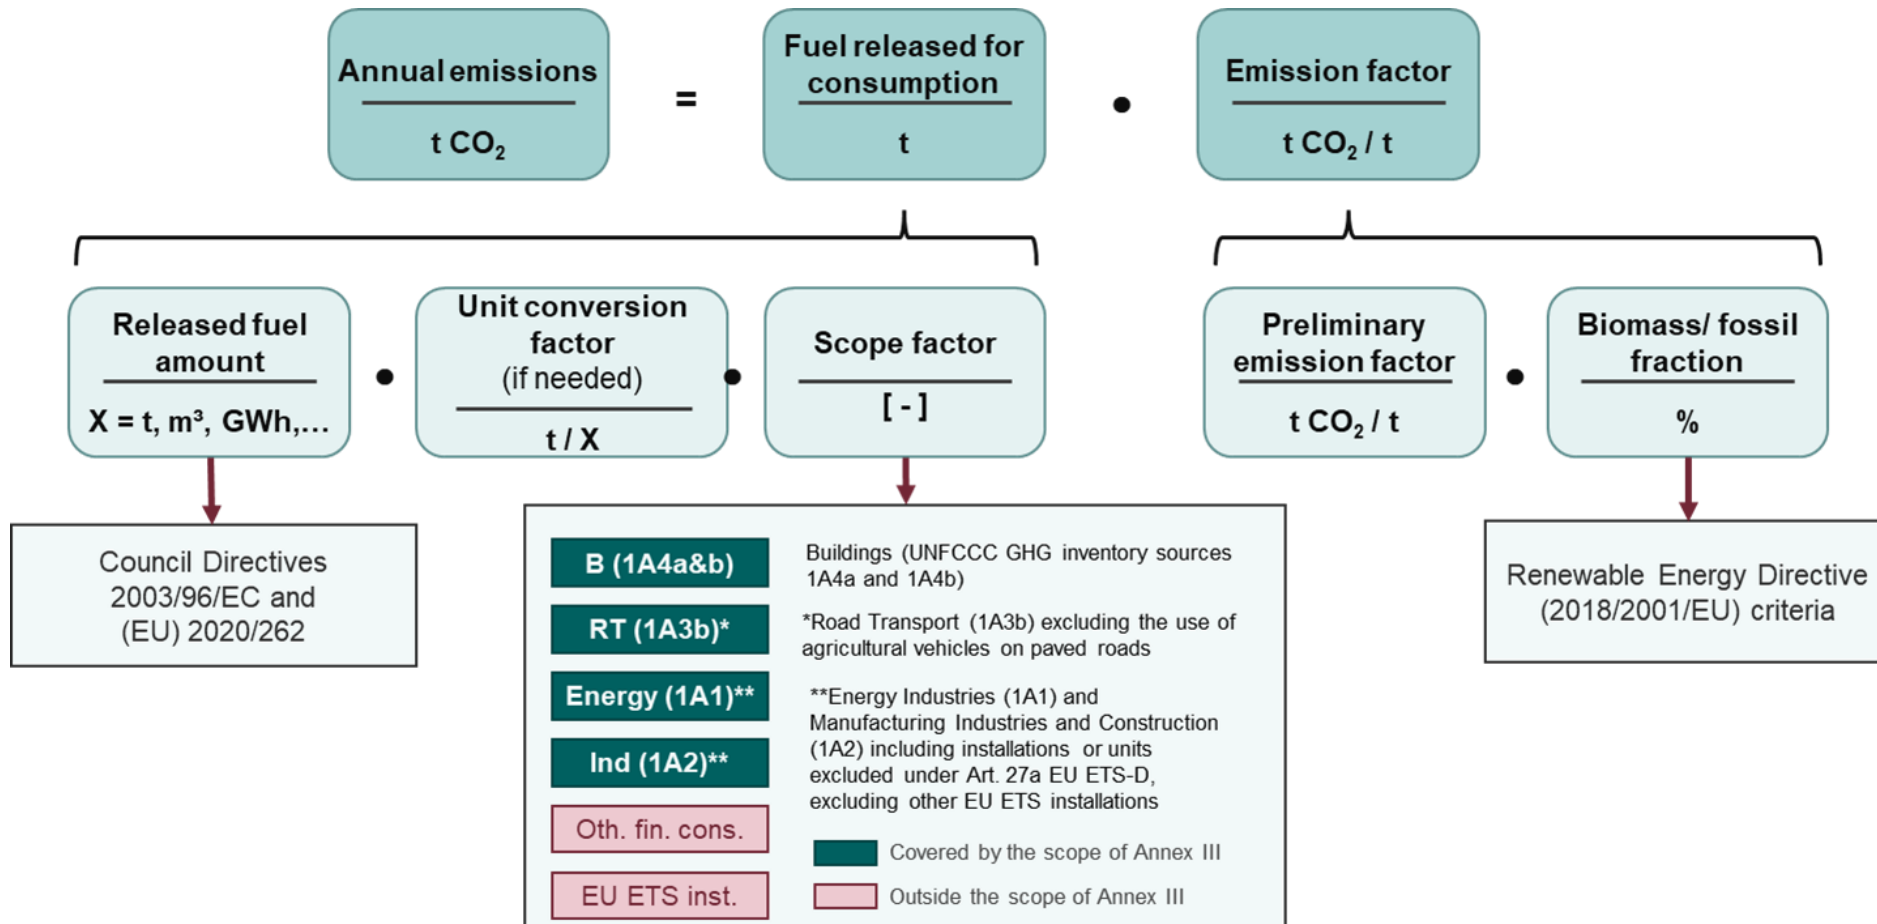 Annual emissions
t CO₂
=
Fuel released for
consumption
t
•
Emission factor
t CO₂ / t
Released fuel
amount
X = t, m³, GWh,...
•
Unit conversion
factor
(if needed)
t / X
•
Scope factor
[ - ]
Preliminary
emission factor
t CO₂ / t
•
Biomass/ fossil
fraction
%
Council Directives
2003/96/EC and
(EU) 2020/262
B (1A4a&b)
Buildings (UNFCCC GHG inventory sources
1A4a and 1A4b)
RT (1A3b)*
*Road Transport (1A3b) excluding the use of
agricultural vehicles on paved roads
Energy (1A1)**
Ind (1A2)**
**Energy Industries (1A1) and
Manufacturing Industries and Construction
(1A2) including installations or units
excluded under Art. 27a EU ETS-D,
excluding other EU ETS installations
Oth. fin. cons.
EU ETS inst.
Covered by the scope of Annex III
Outside the scope of Annex III
Renewable Energy Directive
(2018/2001/EU) criteria